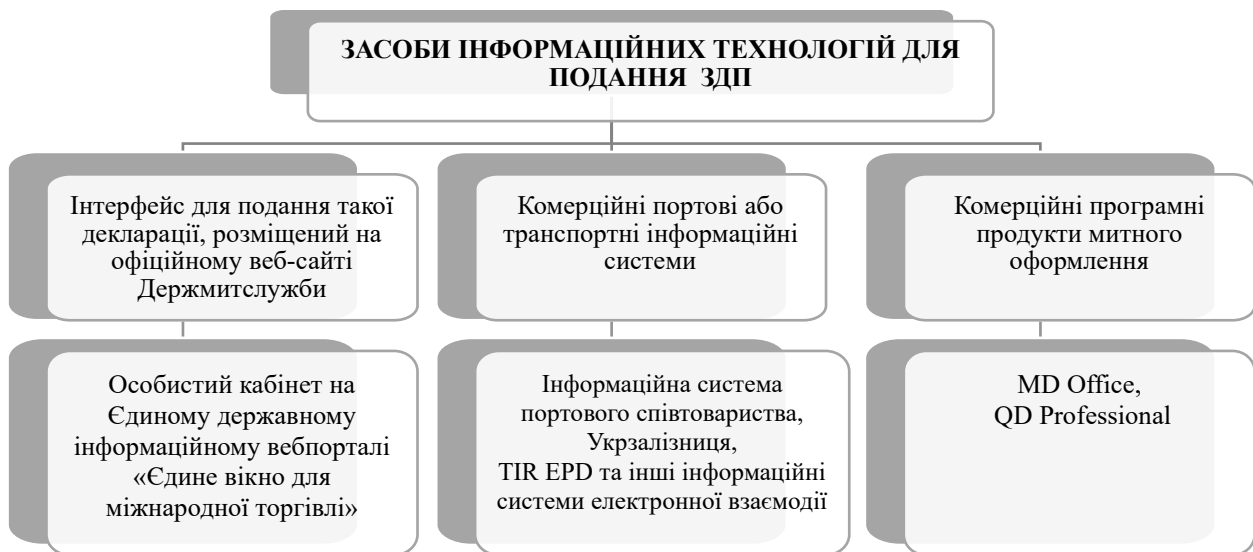 ЗАСОБИ ІНФОРМАЦІЙНИХ ТЕХНОЛОГІЙ ДЛЯ
ПОДАННЯ ЗДП
Інтерфейс для подання такої
декларації, розміщений на
офіційному веб-сайті
Держмитслужби
Комерційні портові або
транспортні інформаційні
системи
Комерційні програмні
продукти митного
оформлення
Особистий кабінет на
Єдиному державному
інформаційному вебпорталі
«Єдине вікно для
міжнародної торгівлі»
Інформаційна система
портового співтовариства,
Укрзалізниця,
TIR EPD та інші інформаційні
системи електронної взаємодії
MD Office,
QD Professional